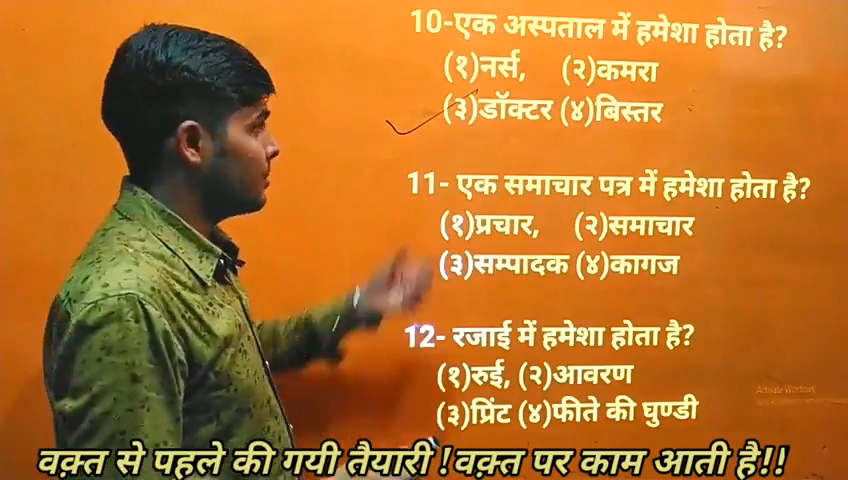 10-एक अस्पताल में हमेशा होता है?
(१)नर्स, (२)कमरा
(३)डॉक्टर (४)बिस्तर
11- एक समाचार पत्र में हमेशा होता है?
(१)प्रचार, (२)समाचार
(३)सम्पादक (४)कागज
12- रजाई में हमेशा होता है?
(१)रुई, (२)आवरण
(३)प्रिंट (४)फीते की घुण्डी
Activate Windows
वक़्त से पहले की गयी तैयारी ! वक़्त पर काम आती है!!